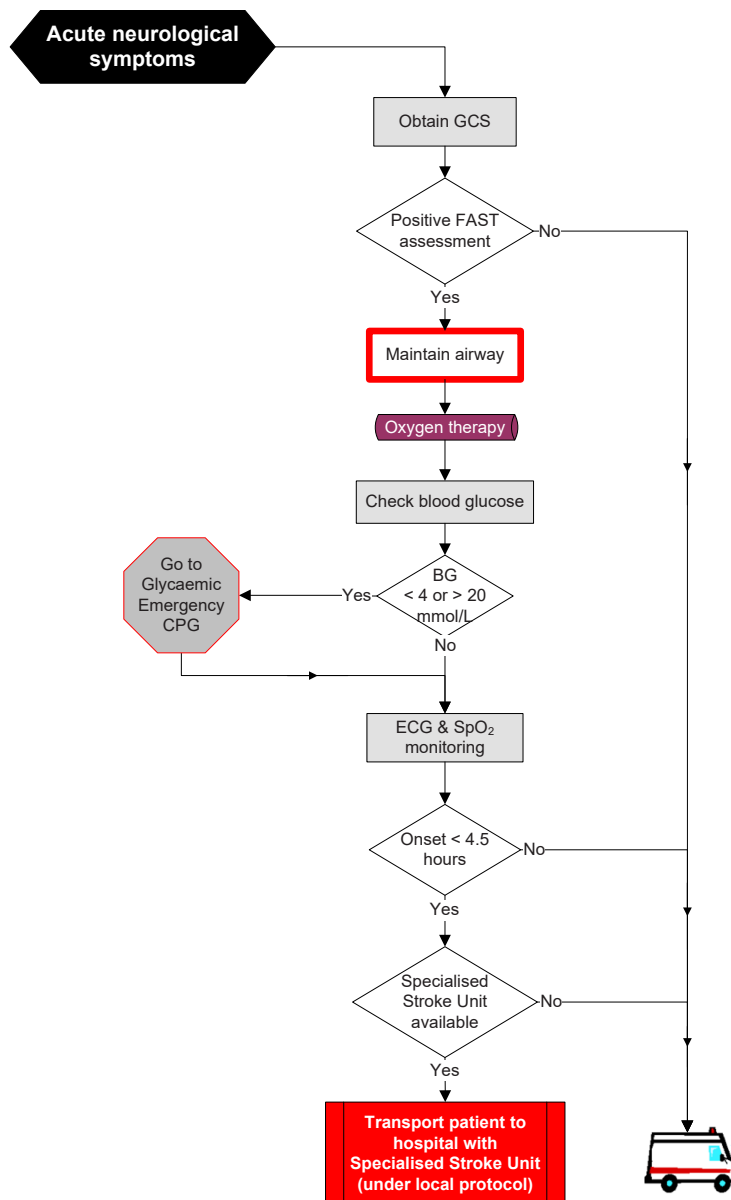 Acute neurological
symptoms
Obtain GCS
Positive FAST
assessment
No
Yes
Maintain airway
Oxygen therapy
Check blood glucose
Go to
Glycaemic
Emergency
CPG
Yes
BG
< 4 or > 20
mmol/L
No
ECG & SpO₂
monitoring
Onset < 4.5
hours
No
Yes
Specialised
Stroke Unit
available
No
Yes
Transport patient to
hospital with
Specialised Stroke Unit
(under local protocol)